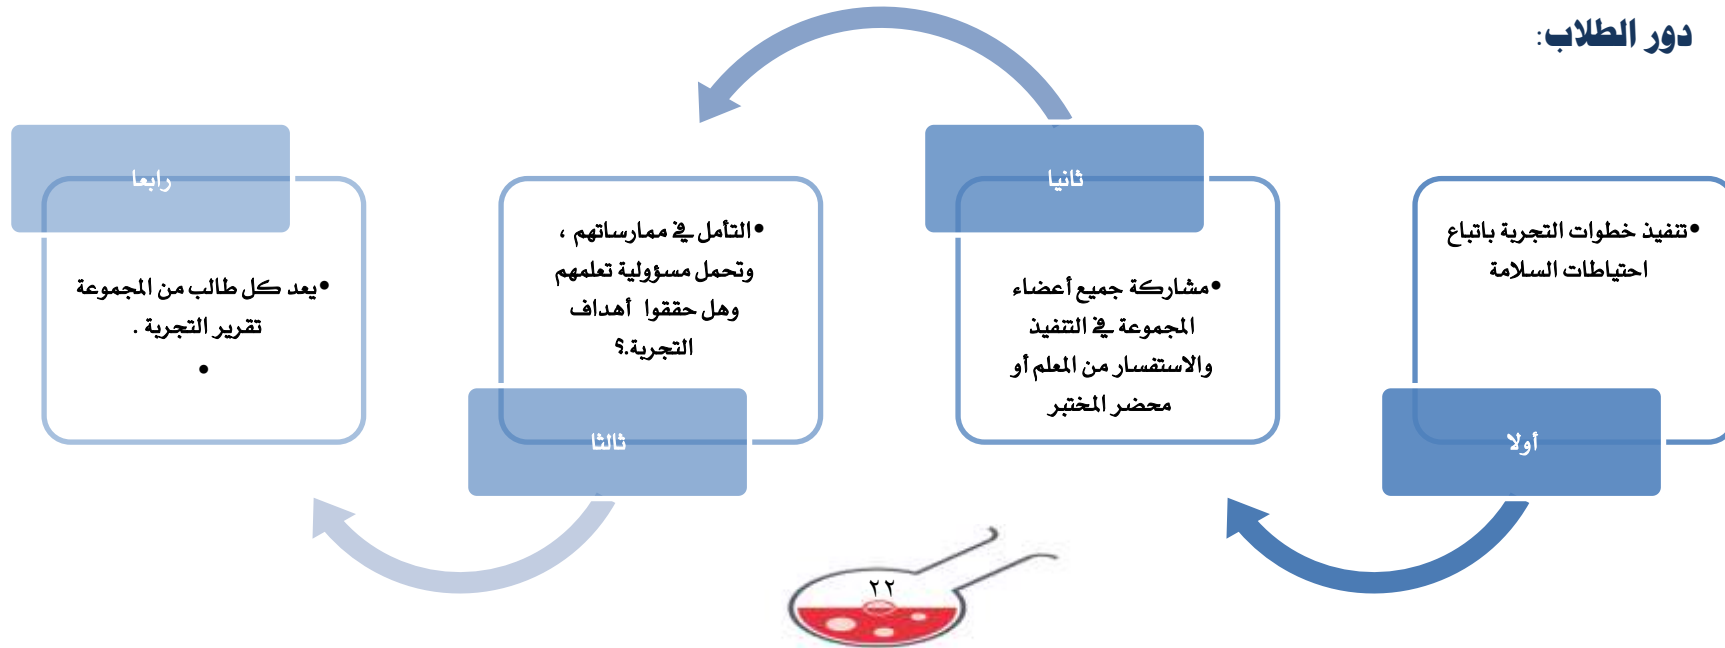 دور الطلاب:
•تنفيذ خطوات التجربة باتباع
احتياطات السلامة
أولا
ثانيا
•مشاركة جميع أعضاء
المجموعة في التنفيذ
والاستفسار من المعلم أو
محضر المختبر
•التأمل في ممارساتهم ،
وتحمل مسؤولية تعلمهم
وهل حققوا أهداف
التجربة.؟
ثالثا
رابعا
•يعد كل طالب من المجموعة
تقرير التجربة .
•
٢٢